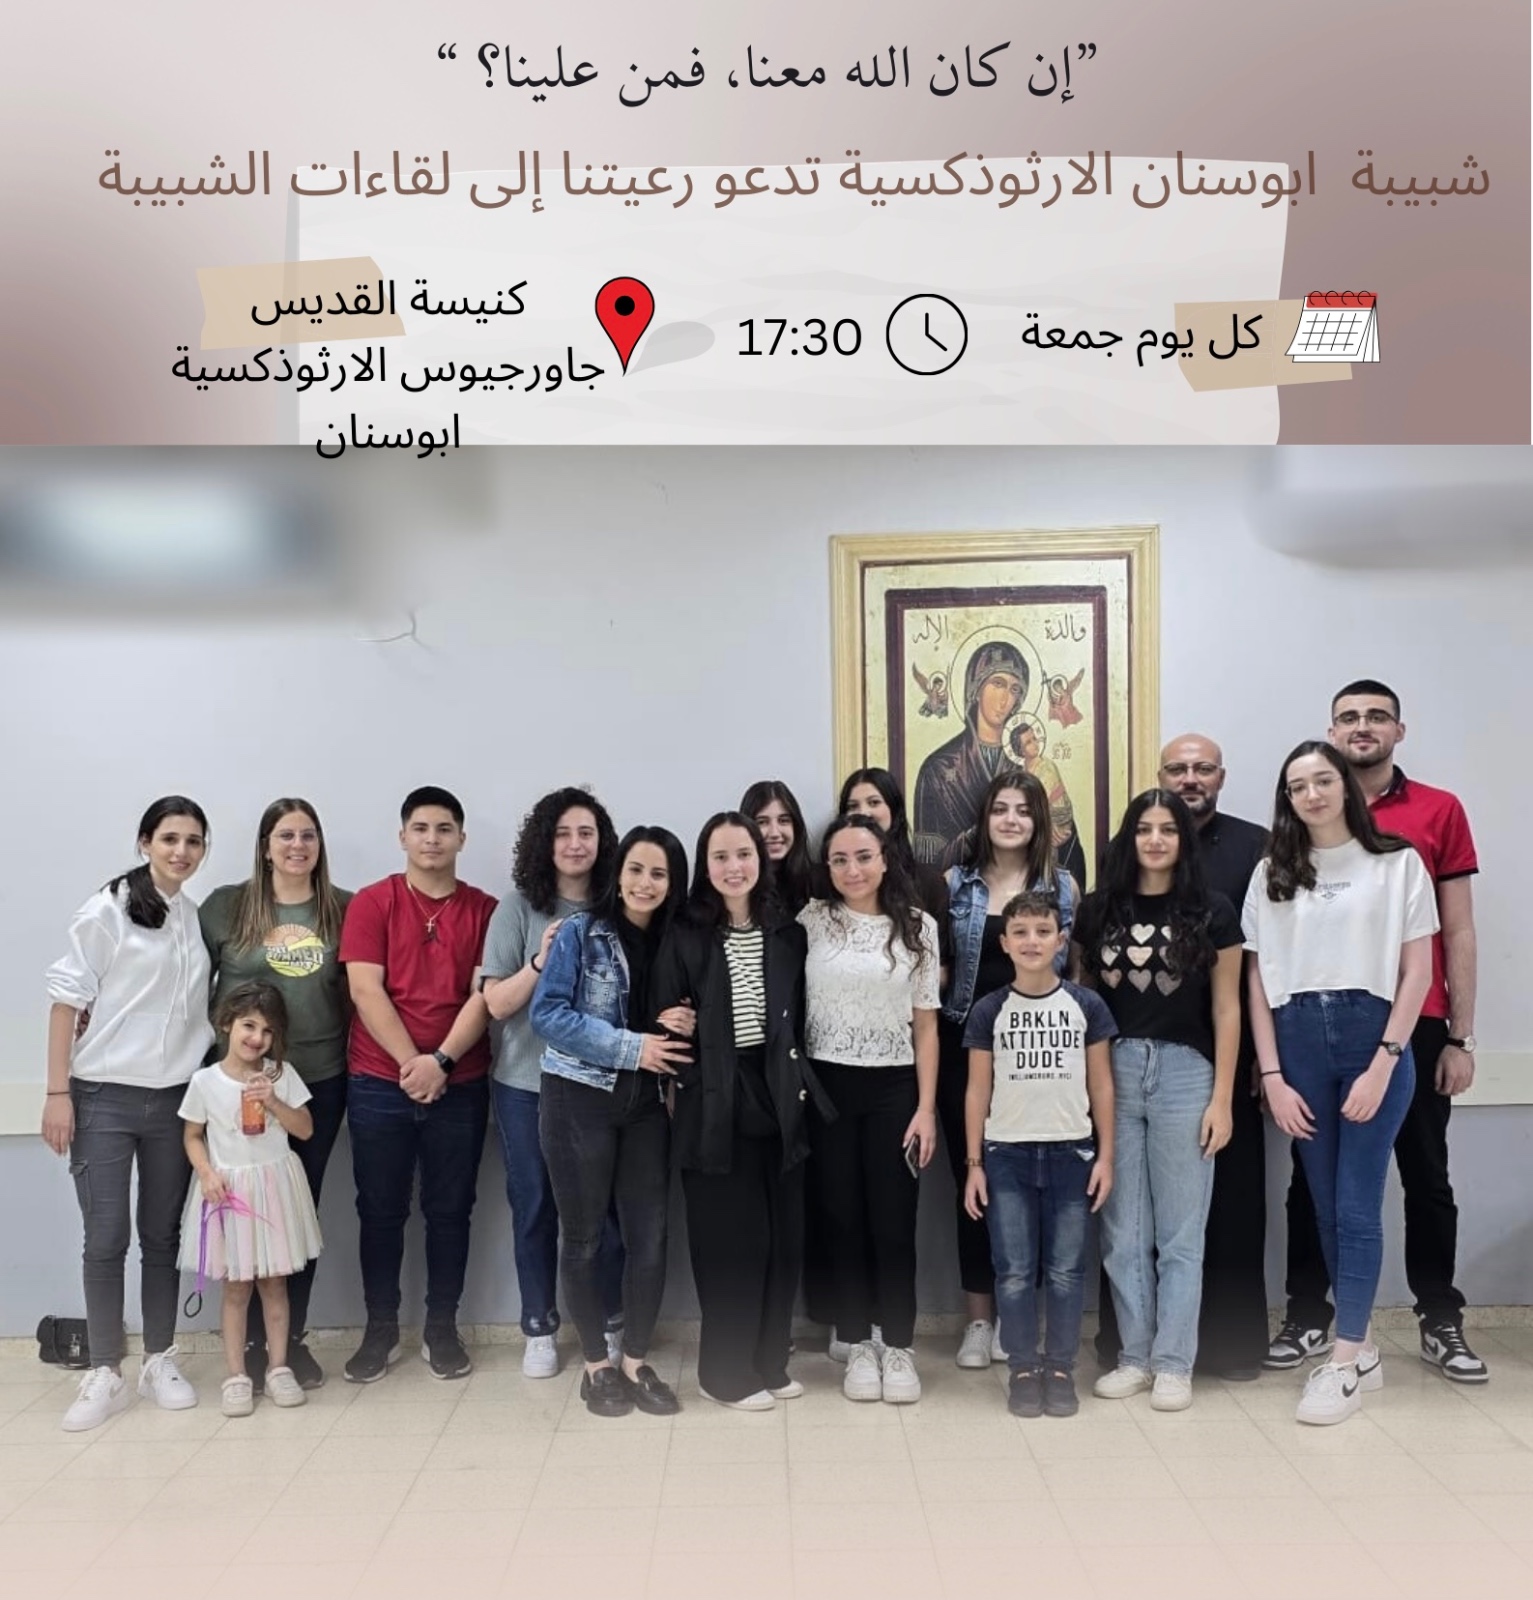 ”إن كان الله معنا، فمن علينا؟ “
شبيبة ابوسنان الارثوذكسية تدعو رعيتنا إلى لقاءات الشبيبة
كل يوم جمعة
17:30
كنيسة القديس
جاورجيوس الارثوذكسية
ابوسنان
والدة الإله
BRKLN
ATTITUDE
DUDE